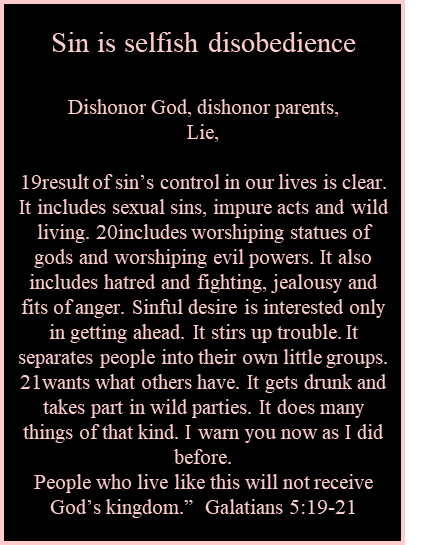 Sin is selfish disobedience
Dishonor God, dishonor parents,
Lie,
19result of sin’s control in our lives is clear.
It includes sexual sins, impure acts and wild
living. 20includes worshiping statues of
gods and worshiping evil powers. It also
includes hatred and fighting, jealousy and
fits of anger. Sinful desire is interested only
in getting ahead. It stirs up trouble. It
separates people into their own little groups.
21wants what others have. It gets drunk and
takes part in wild parties. It does many
things of that kind. I warn you now as I did
before.
People who live like this will not receive
God’s kingdom.” Galatians 5:19-21